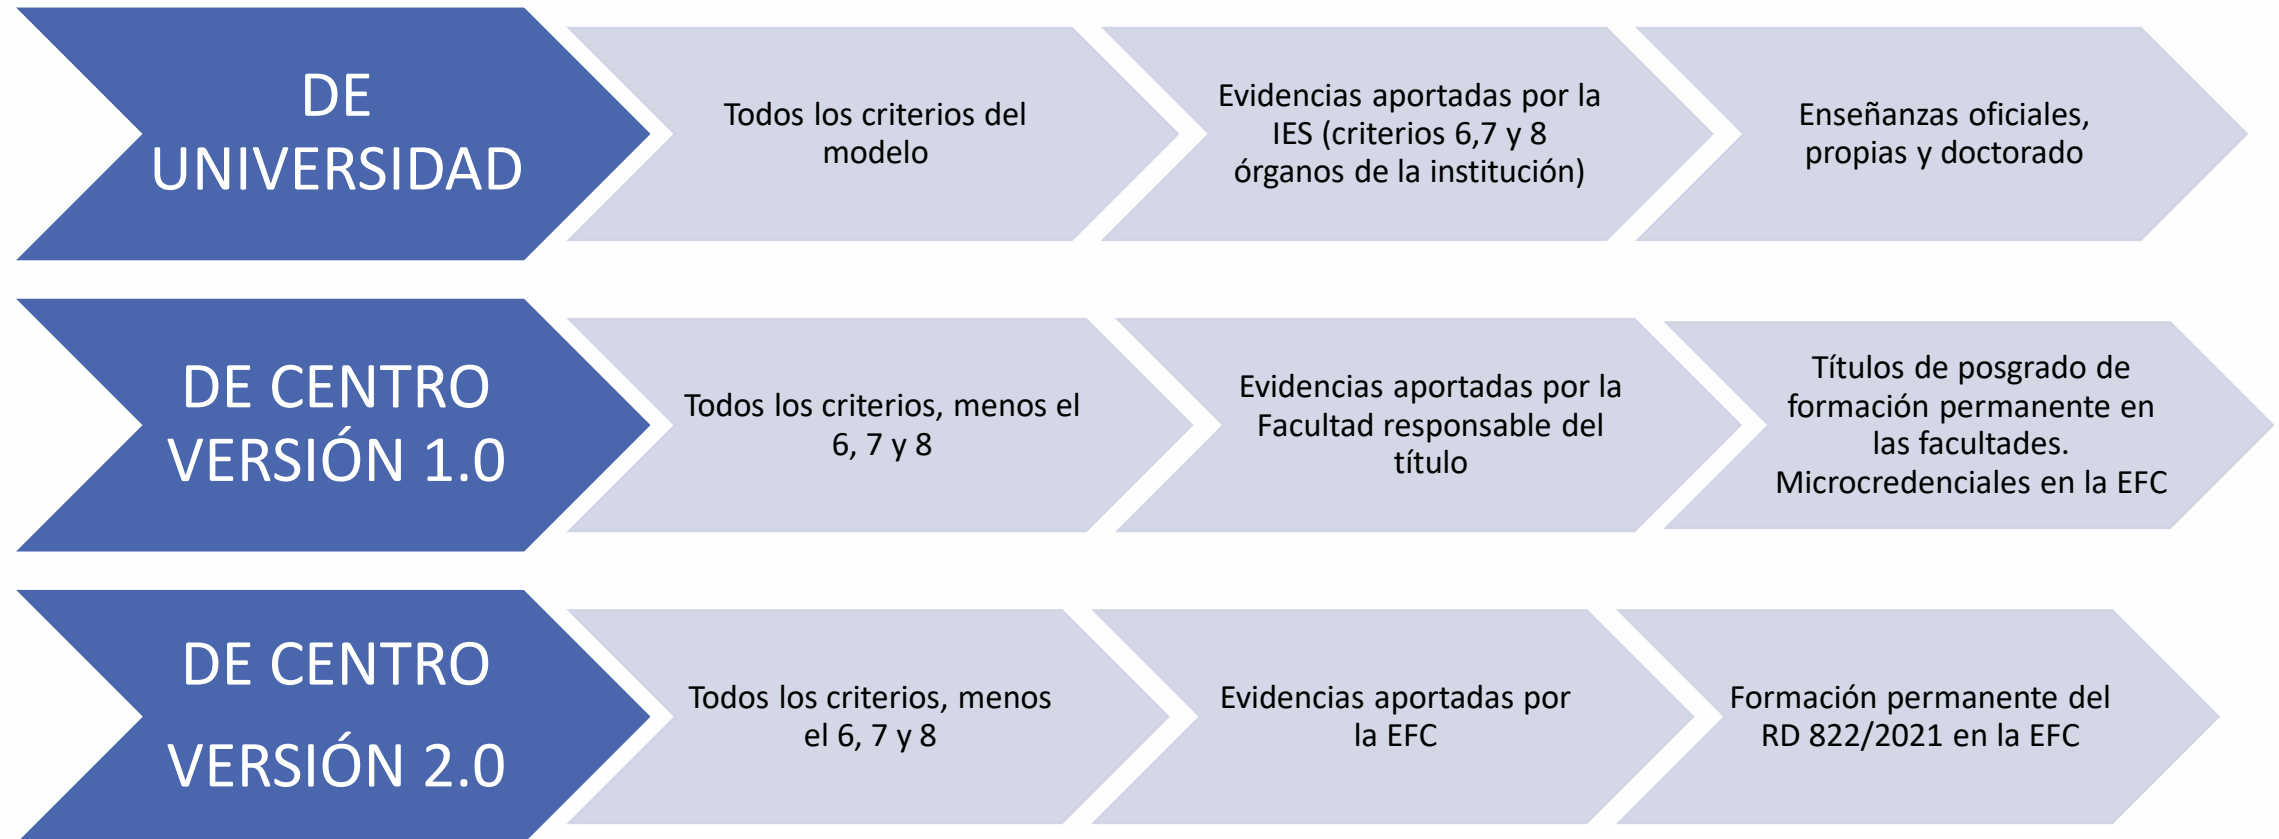 DE
UNIVERSIDAD
Todos los criterios del
modelo
Evidencias aportadas por la
IES (criterios 6,7 y 8
órganos de la institución)
Enseñanzas oficiales,
propias y doctorado
DE CENTRO
VERSIÓN 1.0
Todos los criterios, menos el
6, 7 y 8
Evidencias aportadas por la
Facultad responsable del
título
Títulos de posgrado de
formación permanente en
las facultades.
Microcredenciales en la EFC
DE CENTRO
VERSIÓN 2.0
Todos los criterios, menos
el 6, 7 y 8
Evidencias aportadas por
la EFC
Formación permanente del
RD 822/2021 en la EFC